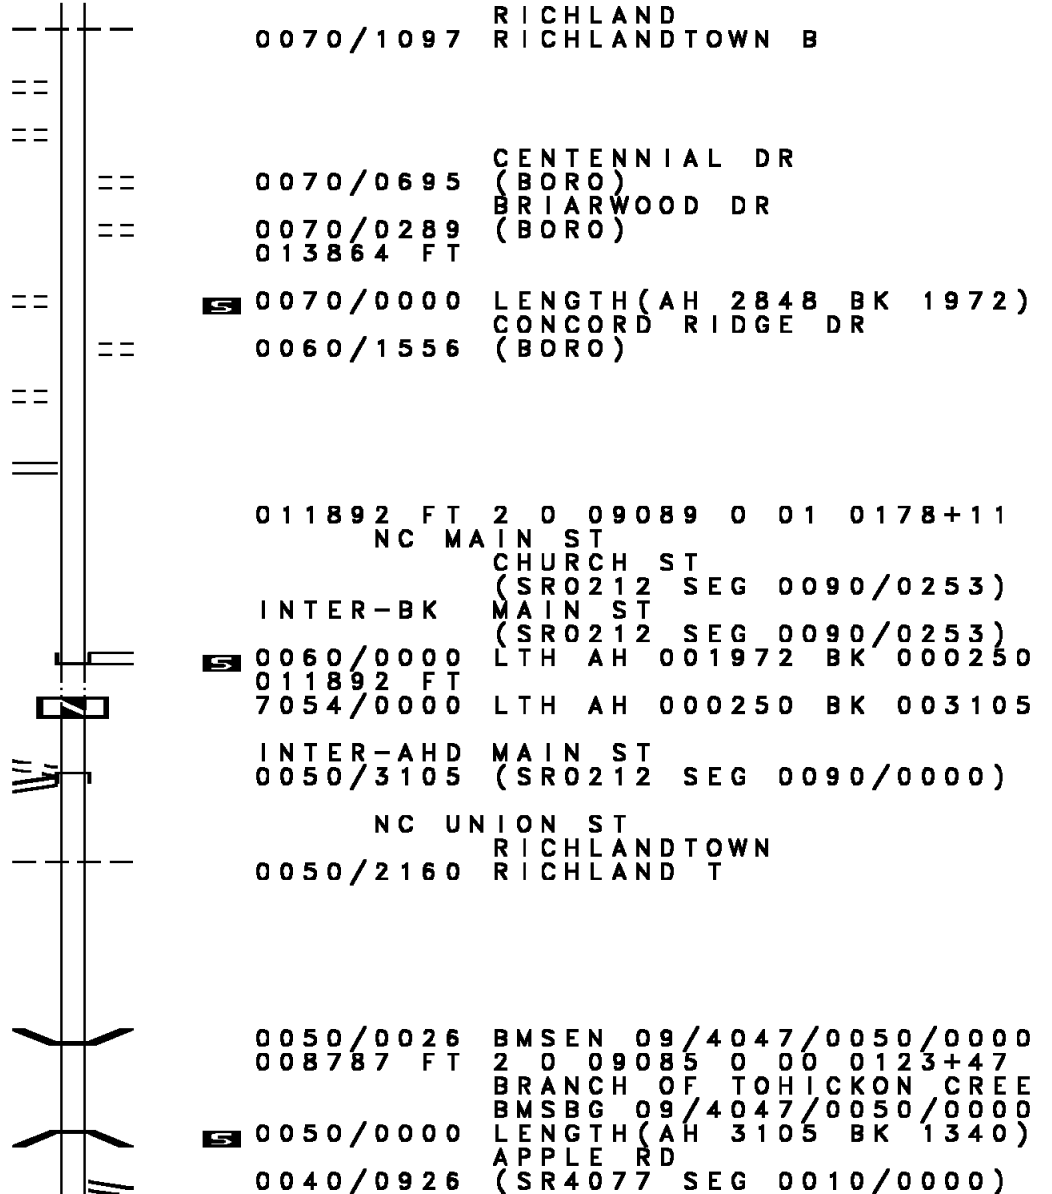 RICHLAND
0070/1097 RICHLANDTOWN B
CENTENNIAL DR
0070/0695 (BORO)
BRIARWOOD DR
0070/0289 (BORO)
013864 FT
S 0070/0000 LENGTH(AH 2848 BK 1972)
CONCORD RIDGE DR
0060/1556 (BORO)
011892 FT 2 0 09089 0 01 0178+11
NC MAIN ST
CHURCH ST
(SR0212 SEG 0090/0253)
INTER-BK MAIN ST
(SR0212 SEG 0090/0253)
S 0060/0000 LTH AH 001972 BK 000250
011892 FT
7054/0000 LTH AH 000250 BK 003105
INTER-AHD MAIN ST
0050/3105 (SR0212 SEG 0090/0000)
NC UNION ST
RICHLANDTOWN
0050/2160 RICHLAND T
0050/0026 BMSEN 09/4047/0050/0000
008787 FT 2 0 09085 0 00 0123+47
BRANCH OF TOHICKON CREE
BMSBG 09/4047/0050/0000
S 0050/0000 LENGTH(AH 3105 BK 1340)
APPLE RD
0040/0926 (SR4077 SEG 0010/0000)